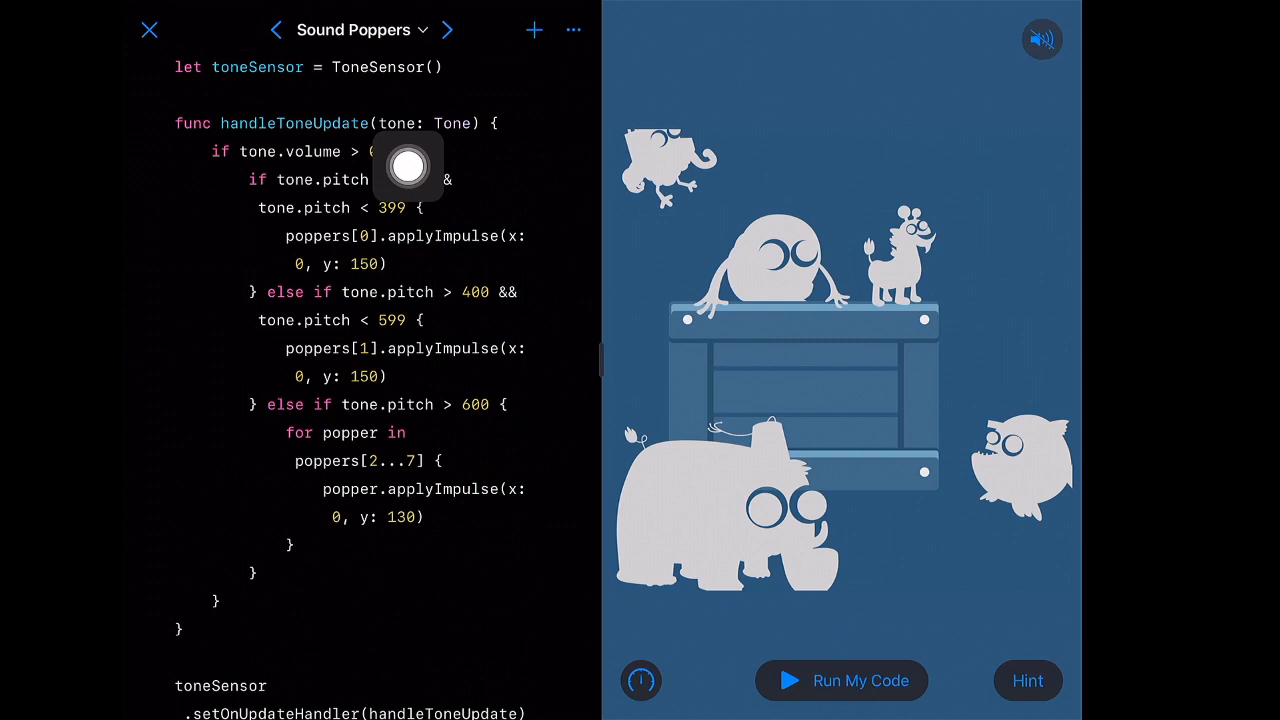 Sound Poppers
let toneSensor = ToneSensor()
func handleToneUpdate(tone: Tone) {
if tone.volume >
if tone.pitch &
tone.pitch < 399 {
poppers[0].applyImpulse(x:
0, y: 150)
} else if tone.pitch > 400 &&
tone.pitch < 599 {
poppers[1].applyImpulse(x:
0, y: 150)
} else if tone.pitch > 600 {
for popper in
poppers[2...7] {
popper.applyImpulse(x:
0, y: 130)
}
}
}
}
toneSensor
.setOnUpdateHandler(handleToneUpdate)
Run My Code
Hint